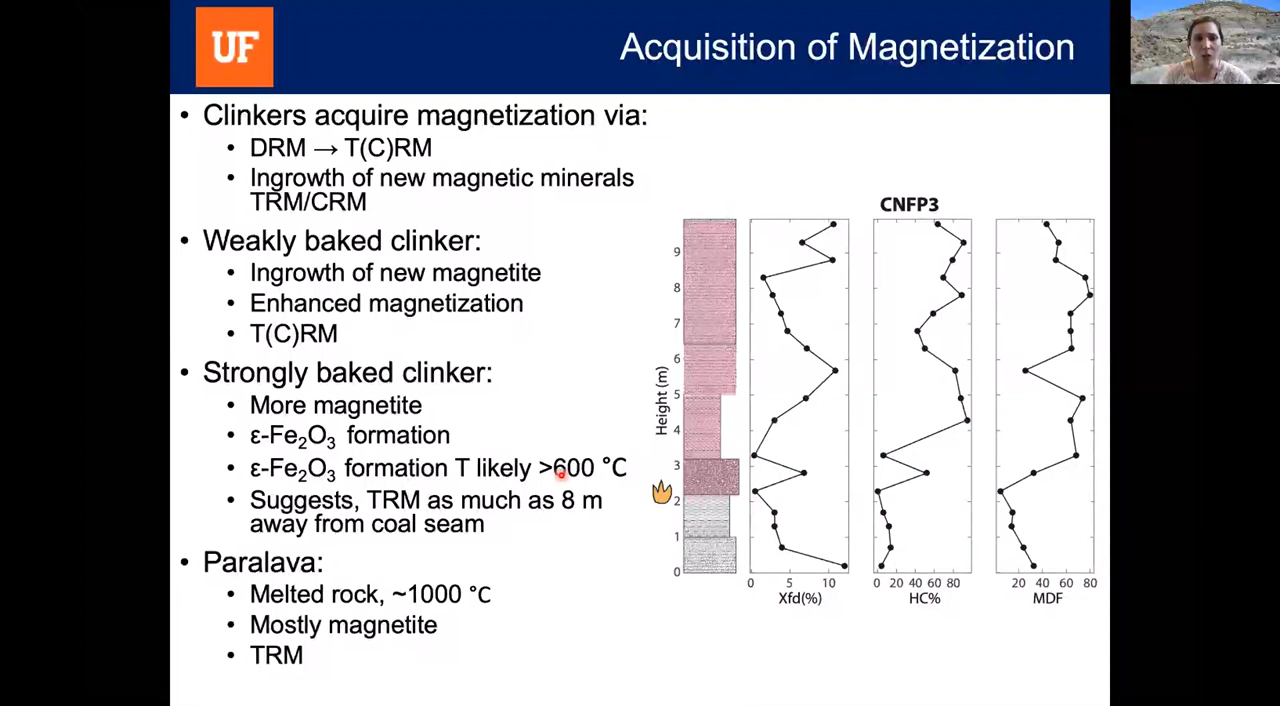 UF
Acquisition of Magnetization
• Clinkers acquire magnetization via:
• DRM → T(C)RM
• Ingrowth of new magnetic minerals
TRM/CRM
• Weakly baked clinker:
• Ingrowth of new magnetite
• Enhanced magnetization
• T(C)RM
• Strongly baked clinker:
• More magnetite
• ε-Fe₂O₃ formation
• ε-Fe₂O₃ formation T likely >600 °C
• Suggests, TRM as much as 8 m
away from coal seam
• Paralava:
• Melted rock, ~1000 °C
• Mostly magnetite
• TRM
CNFP3
Height (m)
9
8
7
6
5
4
3
2
1
0
0 5 10
Xfd(%)
0 20 40 60 80
HC%
20 40 60 80
MDF